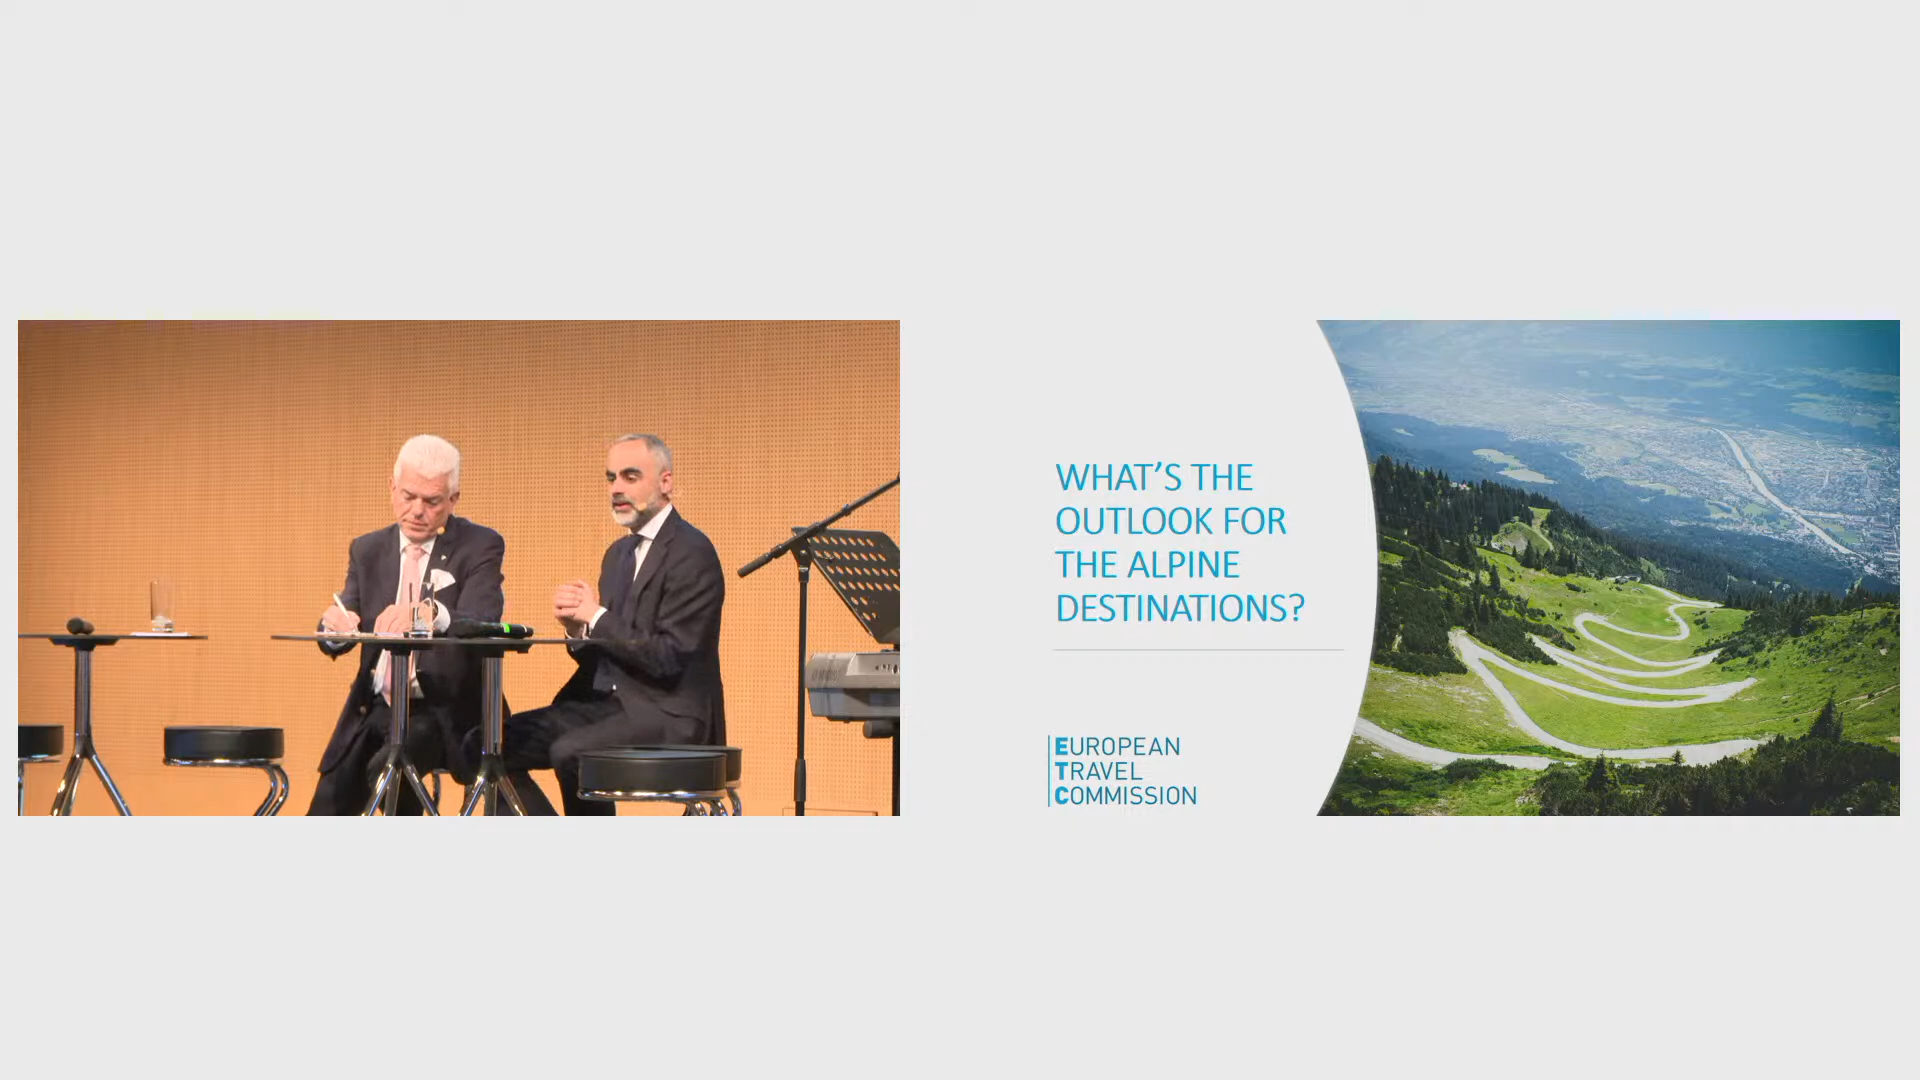 WHAT’S THE
OUTLOOK FOR
THE ALPINE
DESTINATIONS?
EUROPEAN
TRAVEL
COMMISSION